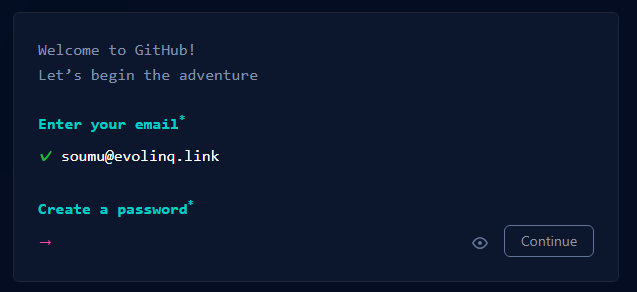 Welcome to GitHub!
Let’s begin the adventure
Enter your email*
✓ soumu@evolinq.link
Create a password*
→
Continue